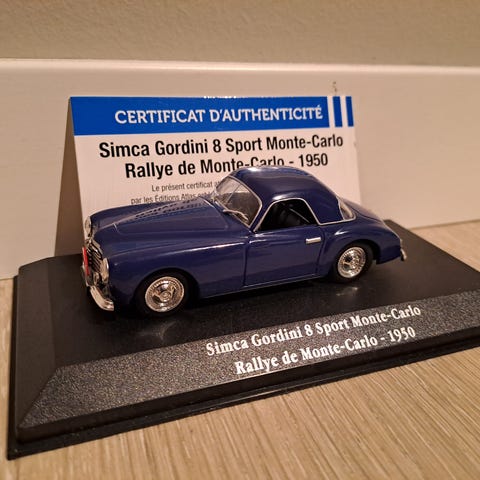 CERTIFICAT D'AUTHENTICITÉ
Simca Gordini 8 Sport Monte-Carlo
Rallye de Monte-Carlo - 1950
Le présent certificat
par les Éditions Atlas
Simca Gordini 8 Sport Monte-Carlo
Rallye de Monte-Carlo - 1950